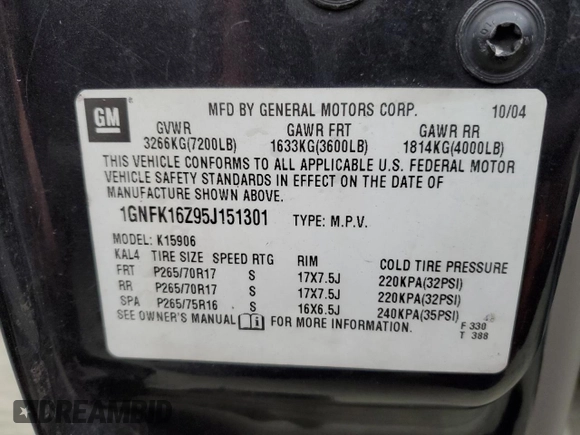 GM
MFD BY GENERAL MOTORS CORP. 10/04
GVWR GAWR FRT GAWR RR
3266KG(7200LB) 1633KG(3600LB) 1814KG(4000LB)
THIS VEHICLE CONFORMS TO ALL APPLICABLE U.S. FEDERAL MOTOR
VEHICLE SAFETY STANDARDS IN EFFECT ON THE DATE OF
MANUFACTURE SHOWN ABOVE.
1GNFK16Z95J151301 TYPE: M.P.V.
MODEL: K15906
KAL4 TIRE SIZE SPEED RTG RIM COLD TIRE PRESSURE
FRT P265/70R17 S 17X7.5J 220KPA(32PSI)
RR P265/70R17 S 17X7.5J 220KPA(32PSI)
SPA P265/75R16 S 16X6.5J 240KPA(35PSI)
SEE OWNER'S MANUAL FOR MORE INFORMATION.
F 330
T 388
DREAMBID